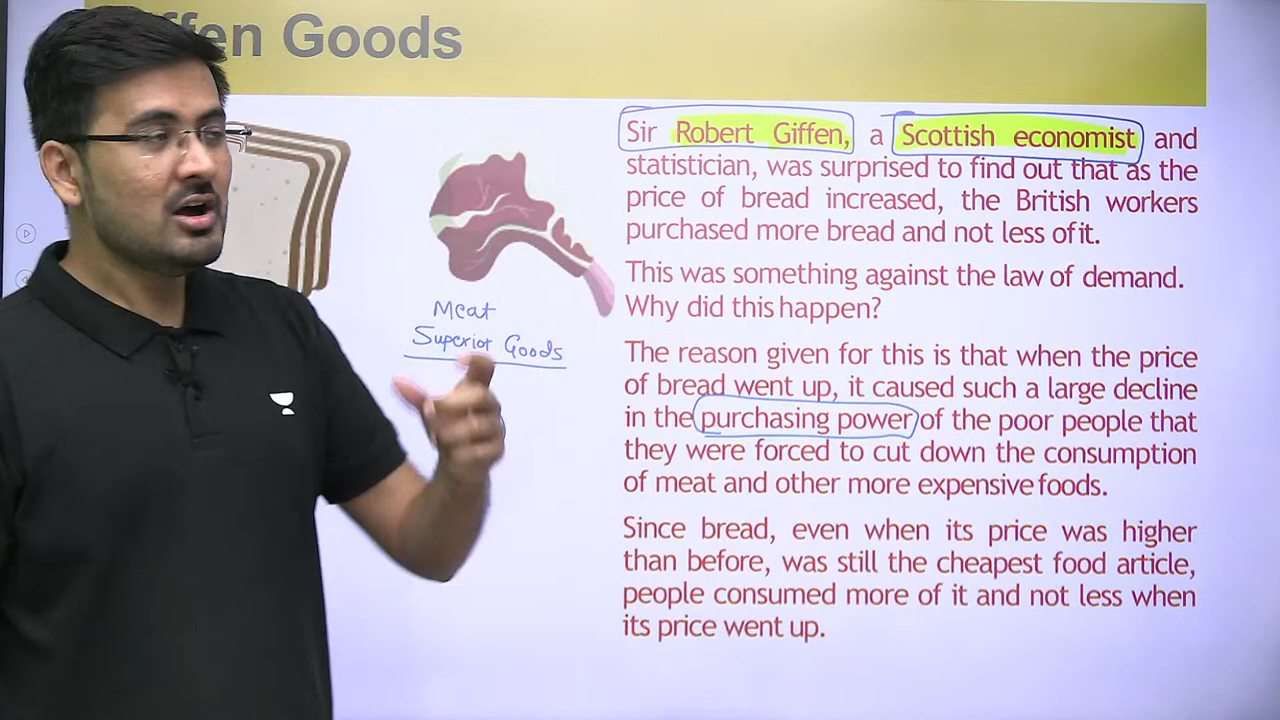 ffen Goods
Sir Robert Giffen, a Scottish economist and
statistician, was surprised to find out that as the
price of bread increased, the British workers
purchased more bread and not less of it.
This was something against the law of demand.
Why did this happen?
The reason given for this is that when the price
of bread went up, it caused such a large decline
in the purchasing power of the poor people that
they were forced to cut down the consumption
of meat and other more expensive foods.
Since bread, even when its price was higher
than before, was still the cheapest food article,
people consumed more of it and not less when
its price went up.
Meat
Superior Goods